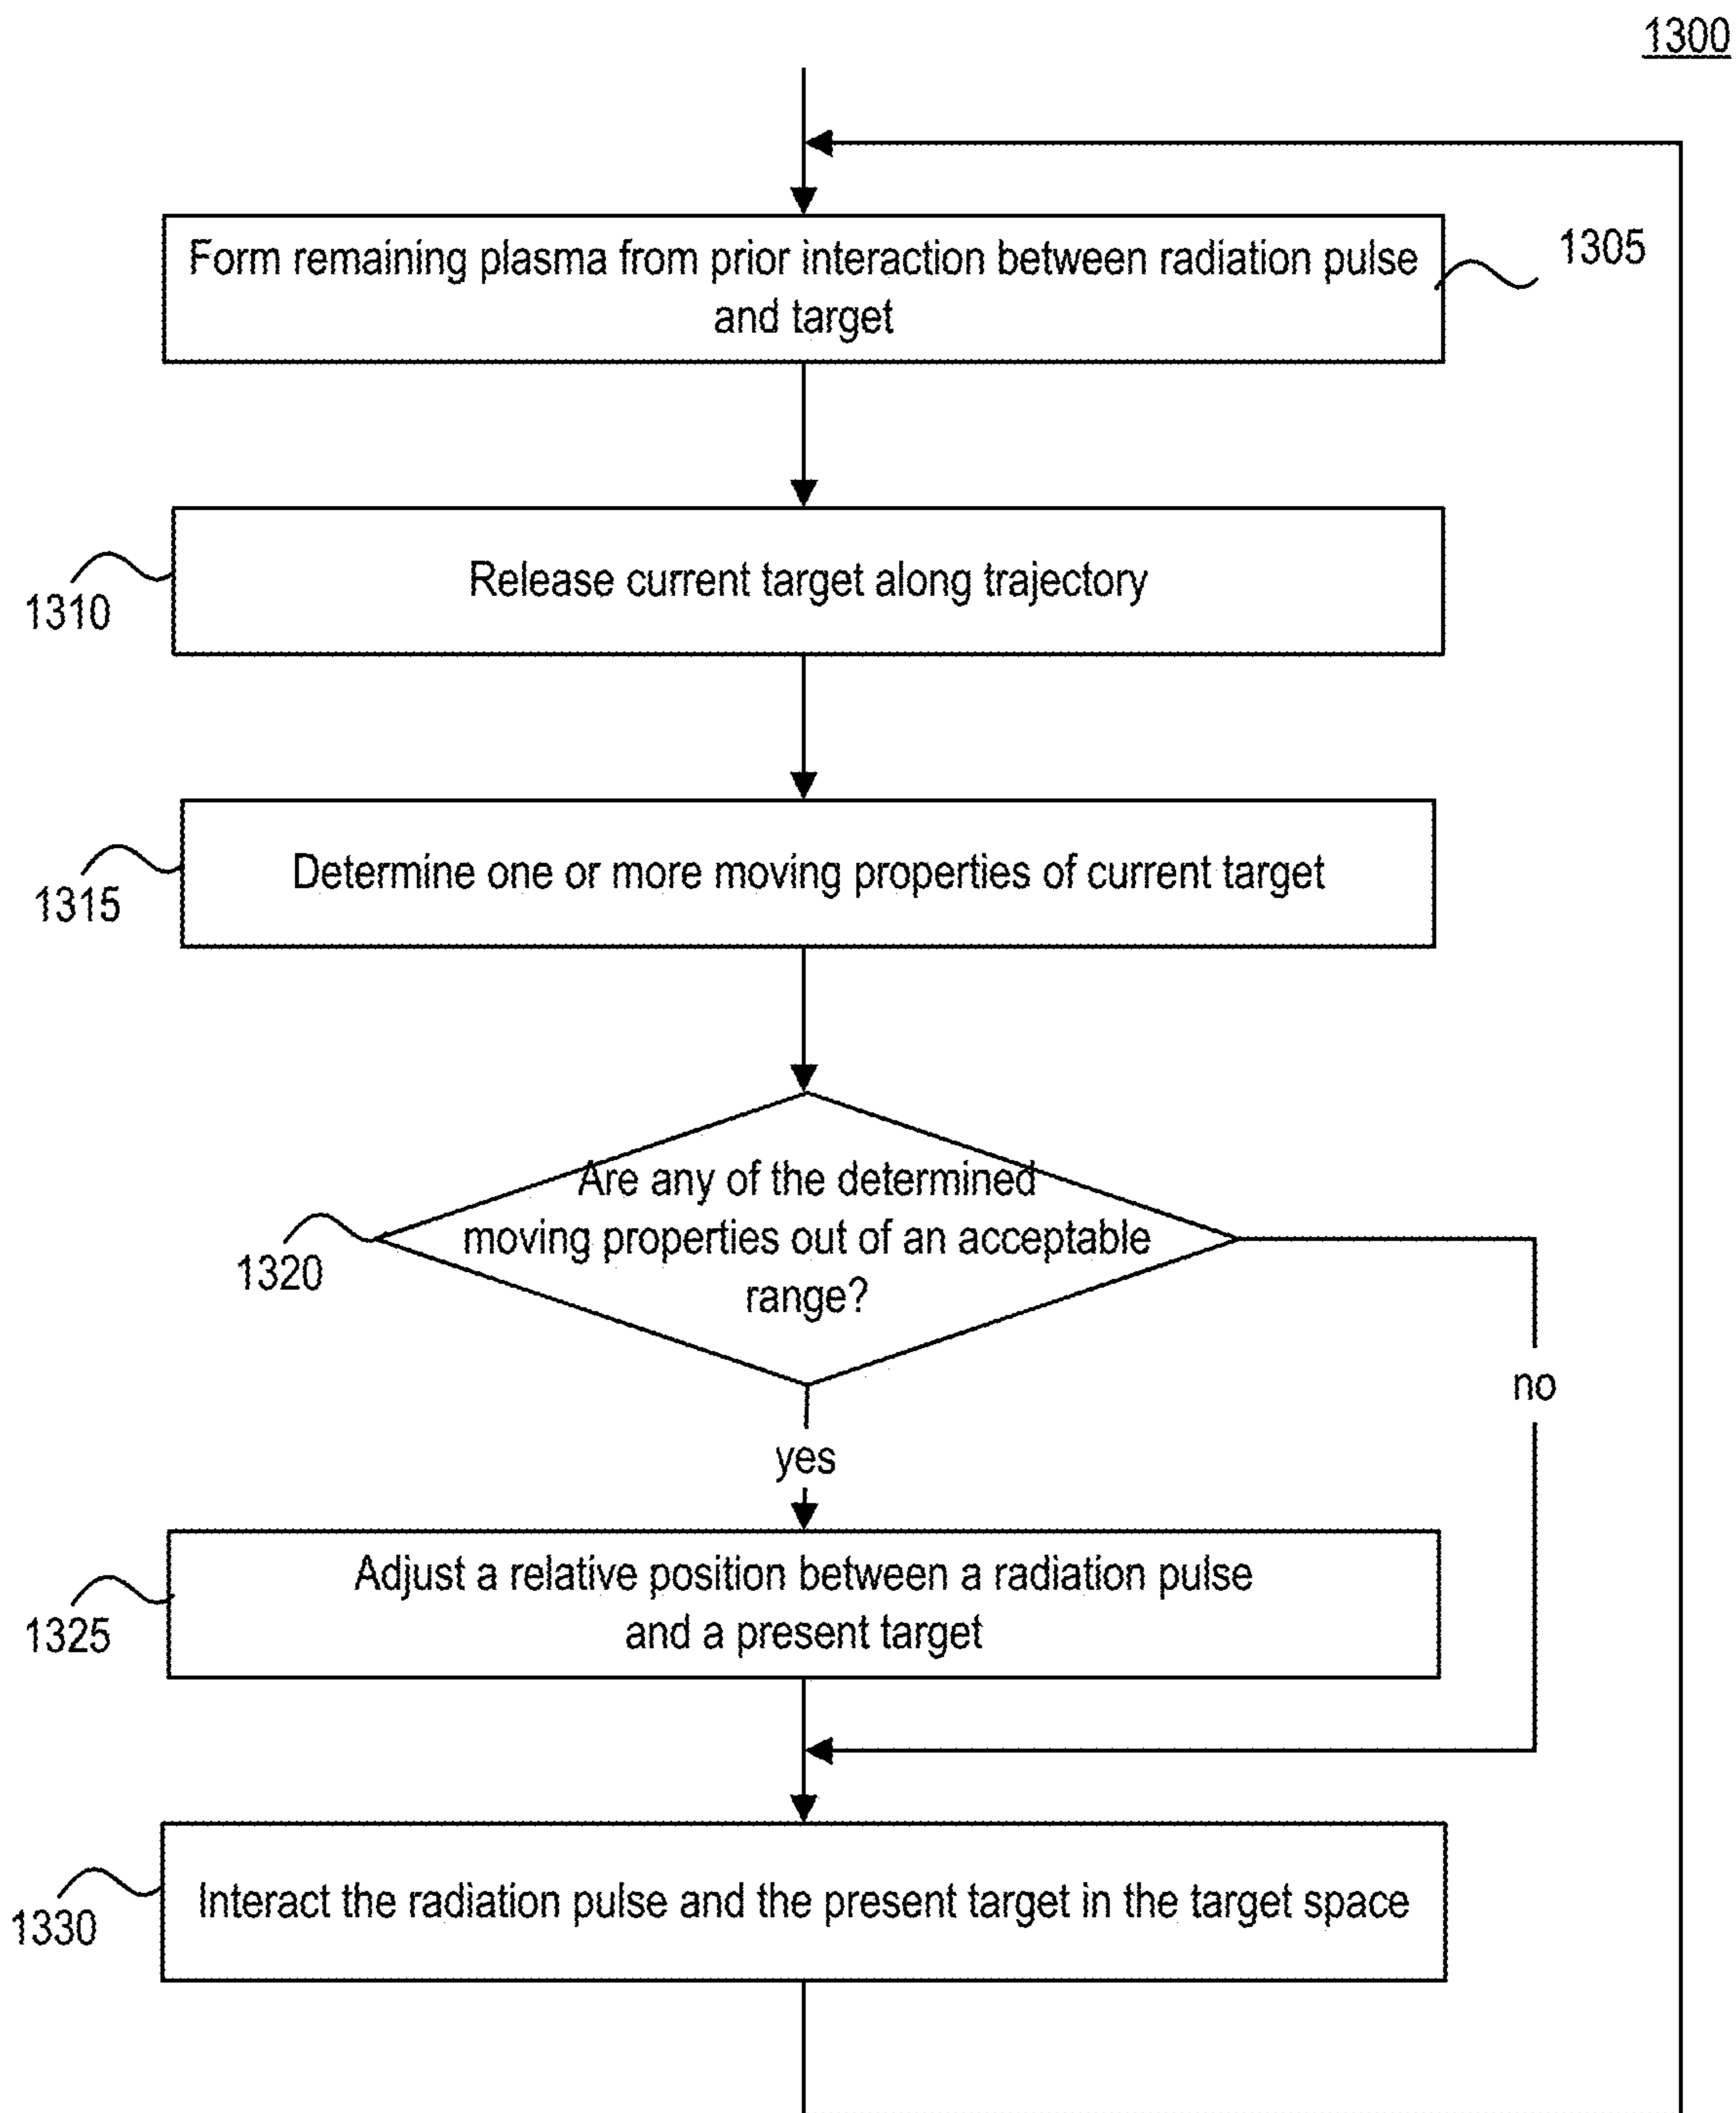 1300
Form remaining plasma from prior interaction between radiation pulse
and target
1305
Release current target along trajectory
1310
Determine one or more moving properties of current target
1315
Are any of the determined
moving properties out of an acceptable
range?
1320
no
yes
Adjust a relative position between a radiation pulse
and a present target
1325
Interact the radiation pulse and the present target in the target space
1330